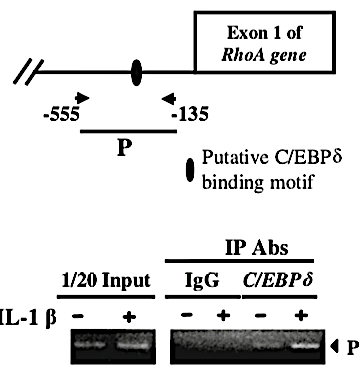 Exon 1 of
RhoA gene
-555
-135
P
Putative C/EBPδ
binding motif
IP Abs
1/20 Input
IgG
C/EBPδ
IL-1 β
- + - + - +
P